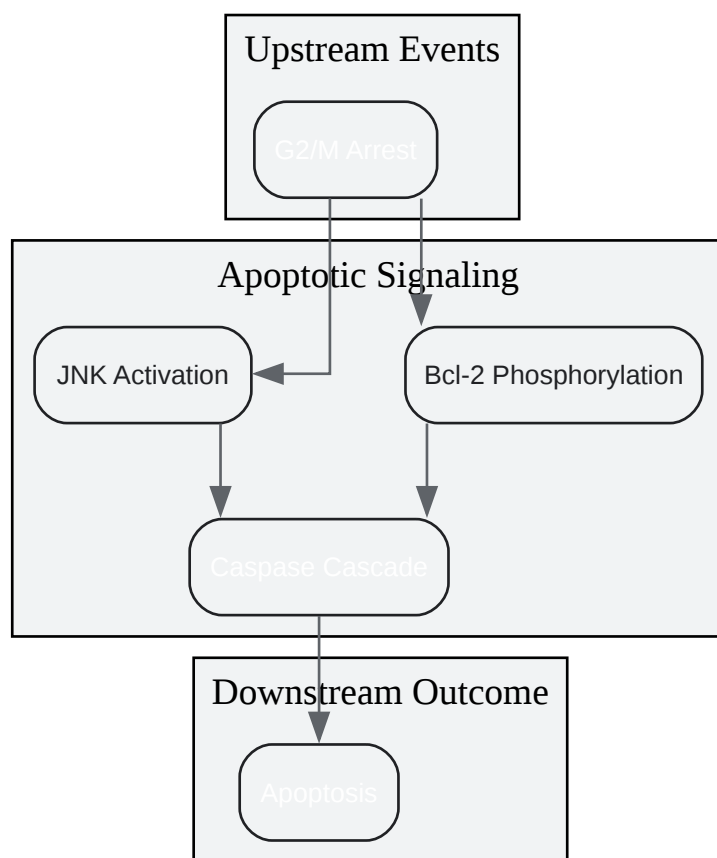 Upstream Events
G2/M Arrest
Apoptotic Signaling
JNK Activation
Bcl-2 Phosphorylation
Caspase Cascade
Downstream Outcome
Apoptosis